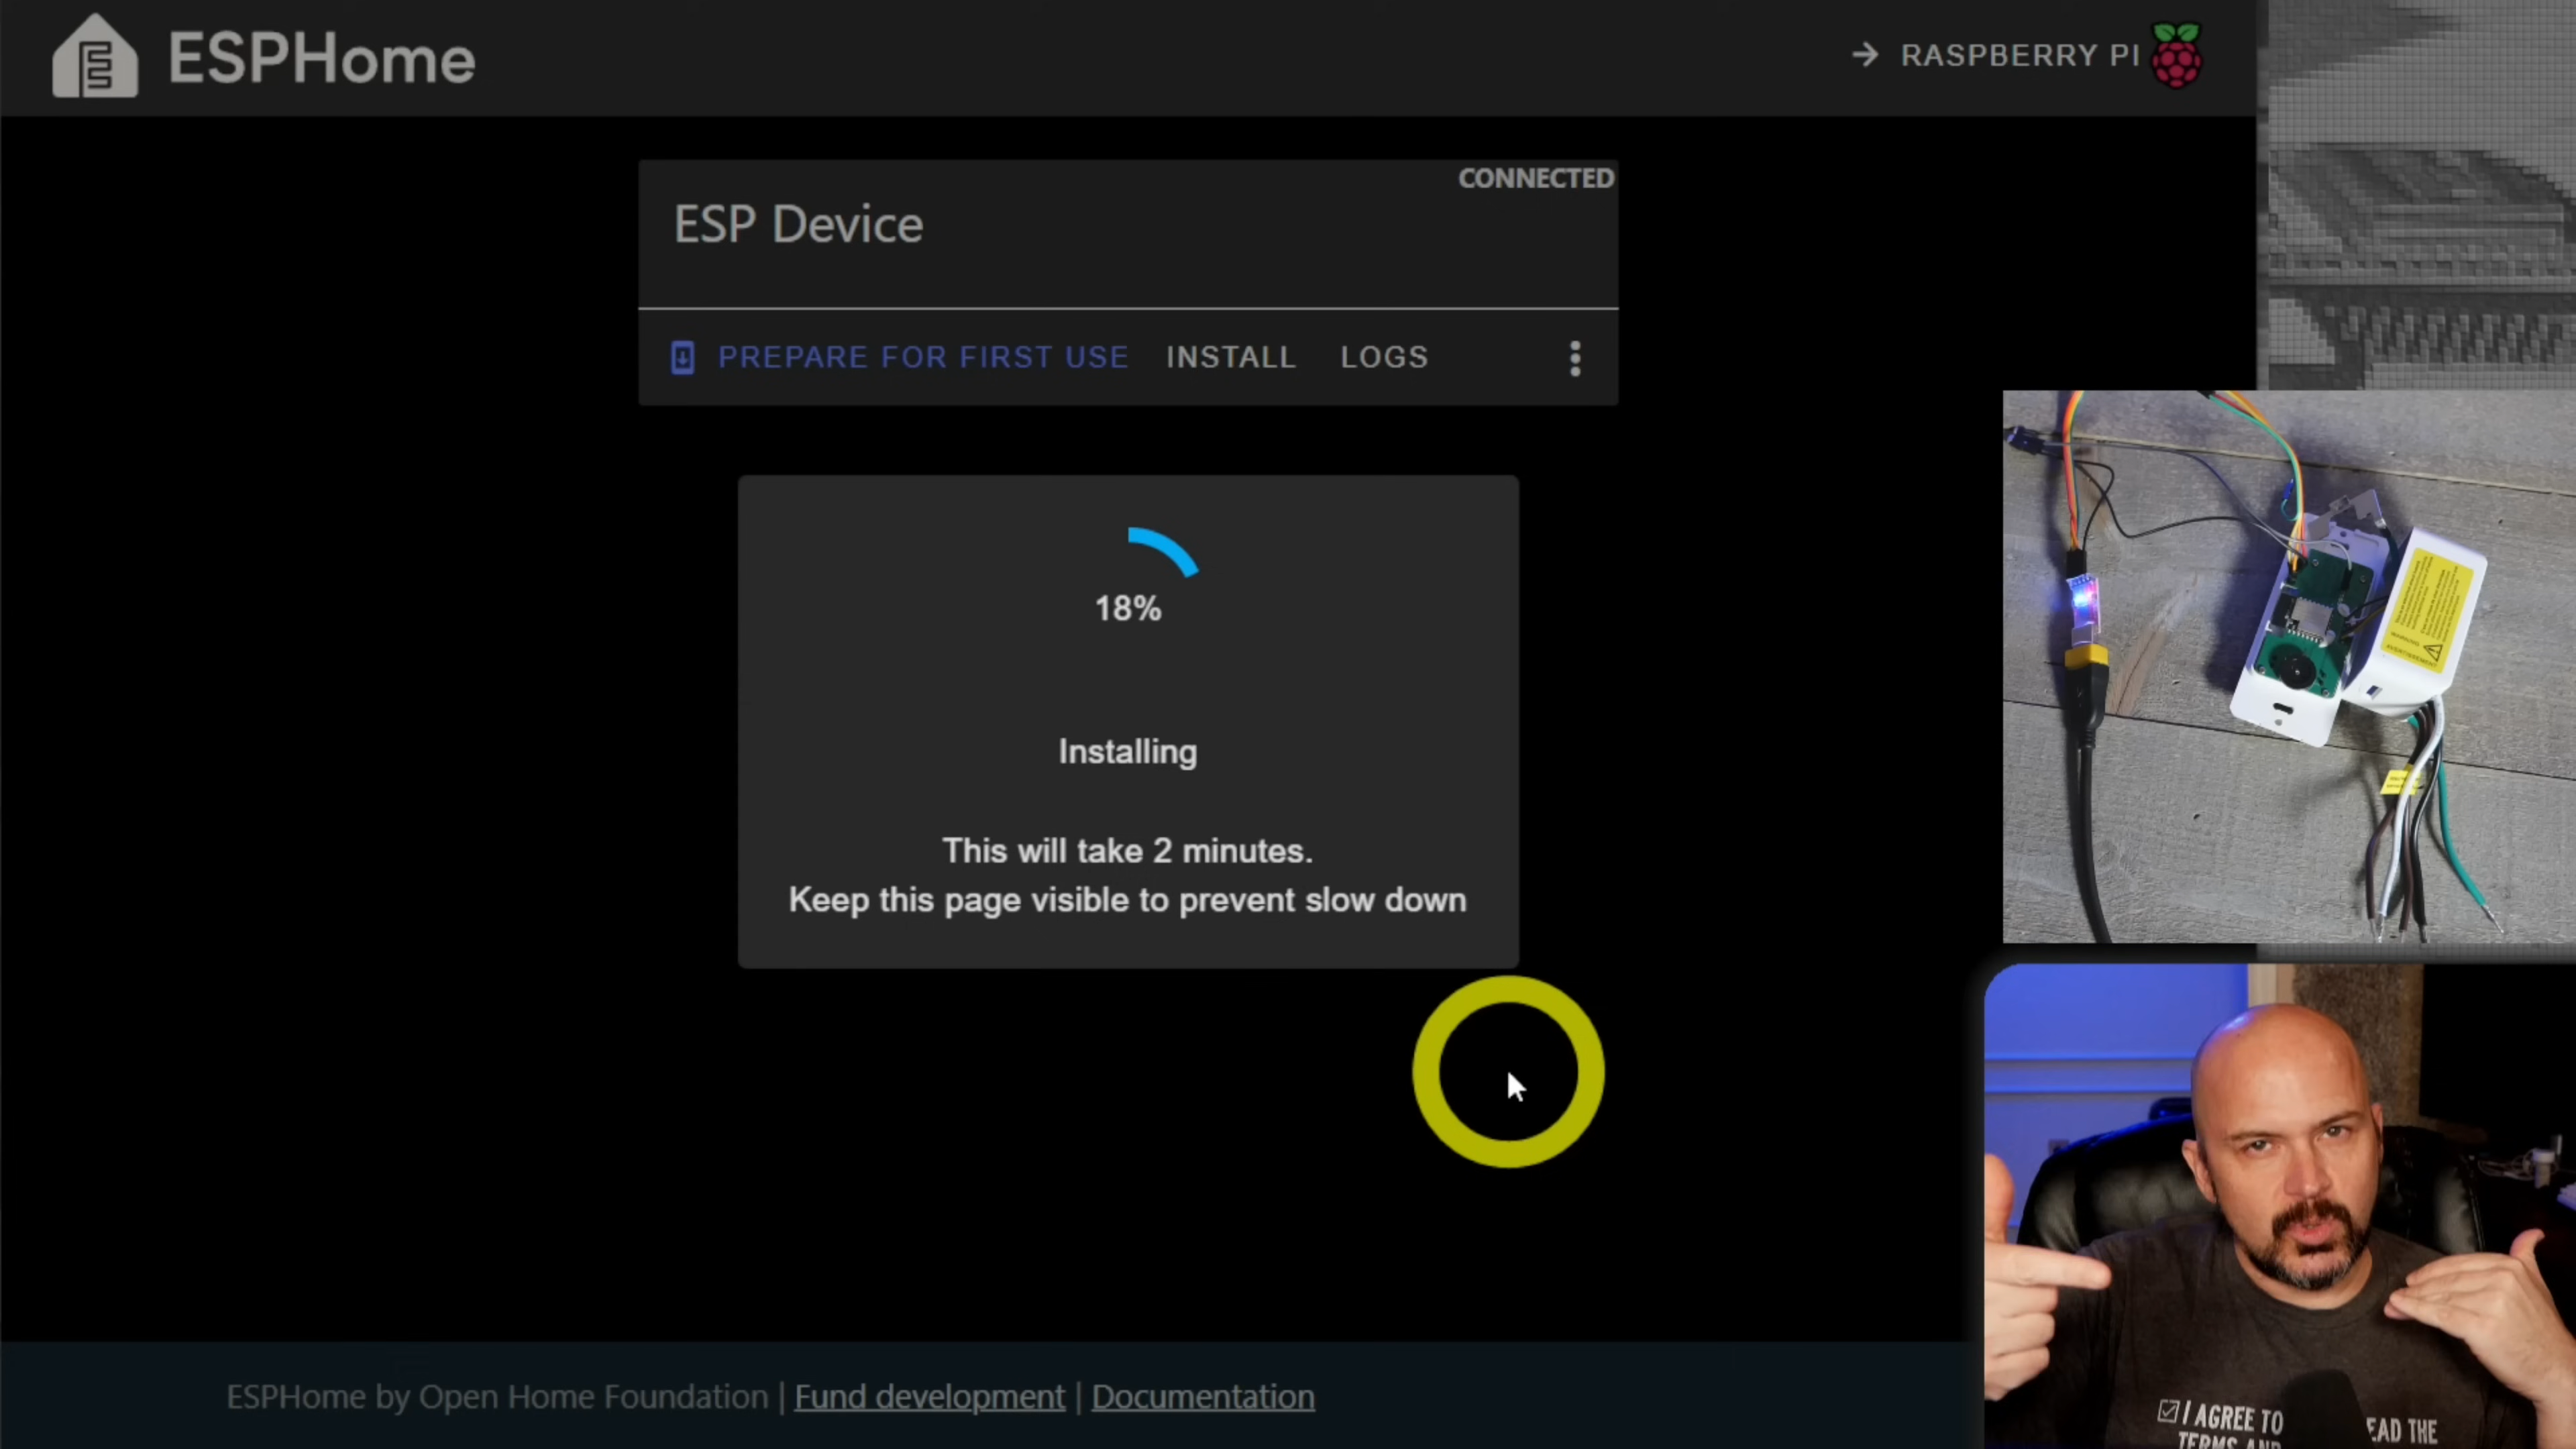 ESPHome
RASPBERRY PI
CONNECTED
ESP Device
PREPARE FOR FIRST USE INSTALL LOGS
18%
Installing
This will take 2 minutes.
Keep this page visible to prevent slow down
ESPHome by Open Home Foundation | Fund development | Documentation
I AGREE TO EAD THE
TERMS AND